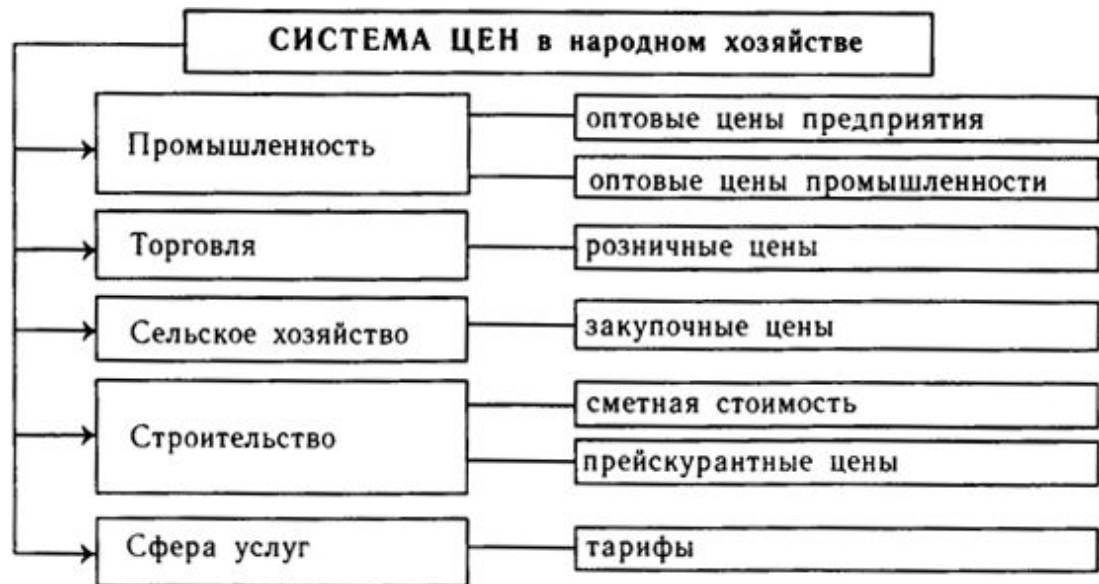 СИСТЕМА ЦЕН в народном хозяйстве
Промышленность
оптовые цены предприятия
оптовые цены промышленности
Торговля
розничные цены
Сельское хозяйство
закупочные цены
Строительство
сметная стоимость
прейскурантные цены
Сфера услуг
тарифы